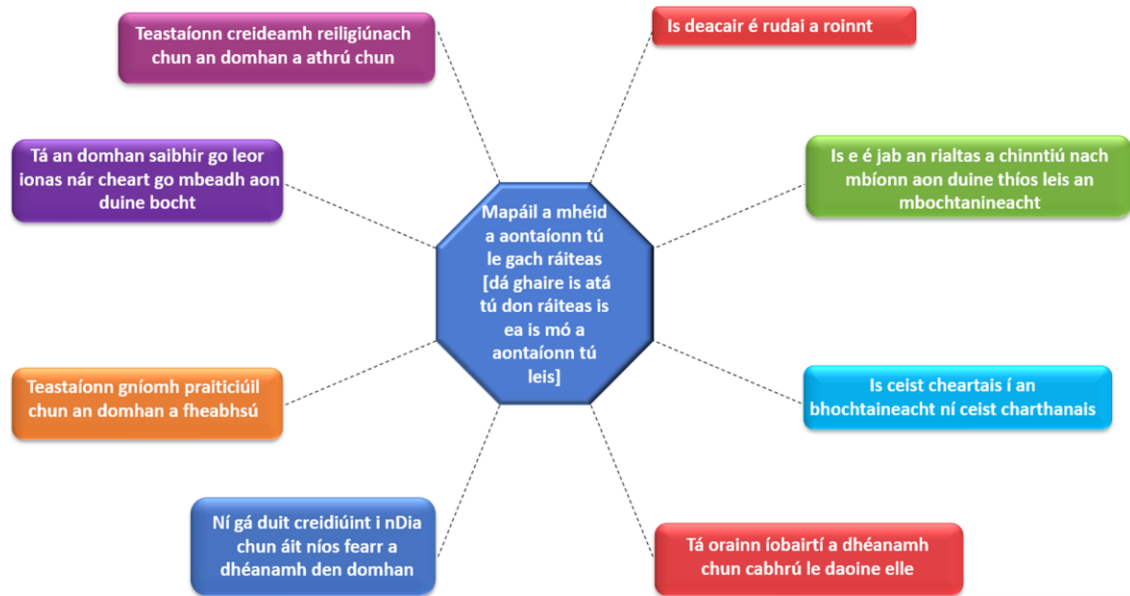 Teastaíonn creideamh reiligiúnach
chun an domhan a athrú chun
Is deacair é rudai a roinnt
Tá an domhan saibhir go leor
ionas nár cheart go mbeadh aon
duine bocht
Is e é jab an rialtas a chinntiú nach
mbíonn aon duine thíos leis an
mbochtanineacht
Mapáil a mhéid
a aontaíonn tú
le gach ráiteas
[dá ghaire is atá
tú don ráiteas is
ea is mó a
aontaíonn tú
leis]
Teastaíonn gníomh praiticiúil
chun an domhan a fheabhsú
Is ceist cheartais í an
bhochtaineacht ní ceist charthanais
Ní gá duit creidiúint i nDia
chun áit níos fearr a
dhéanamh den domhan
Tá orainn íobairtí a dhéanamh
chun cabhrú le daoine elle